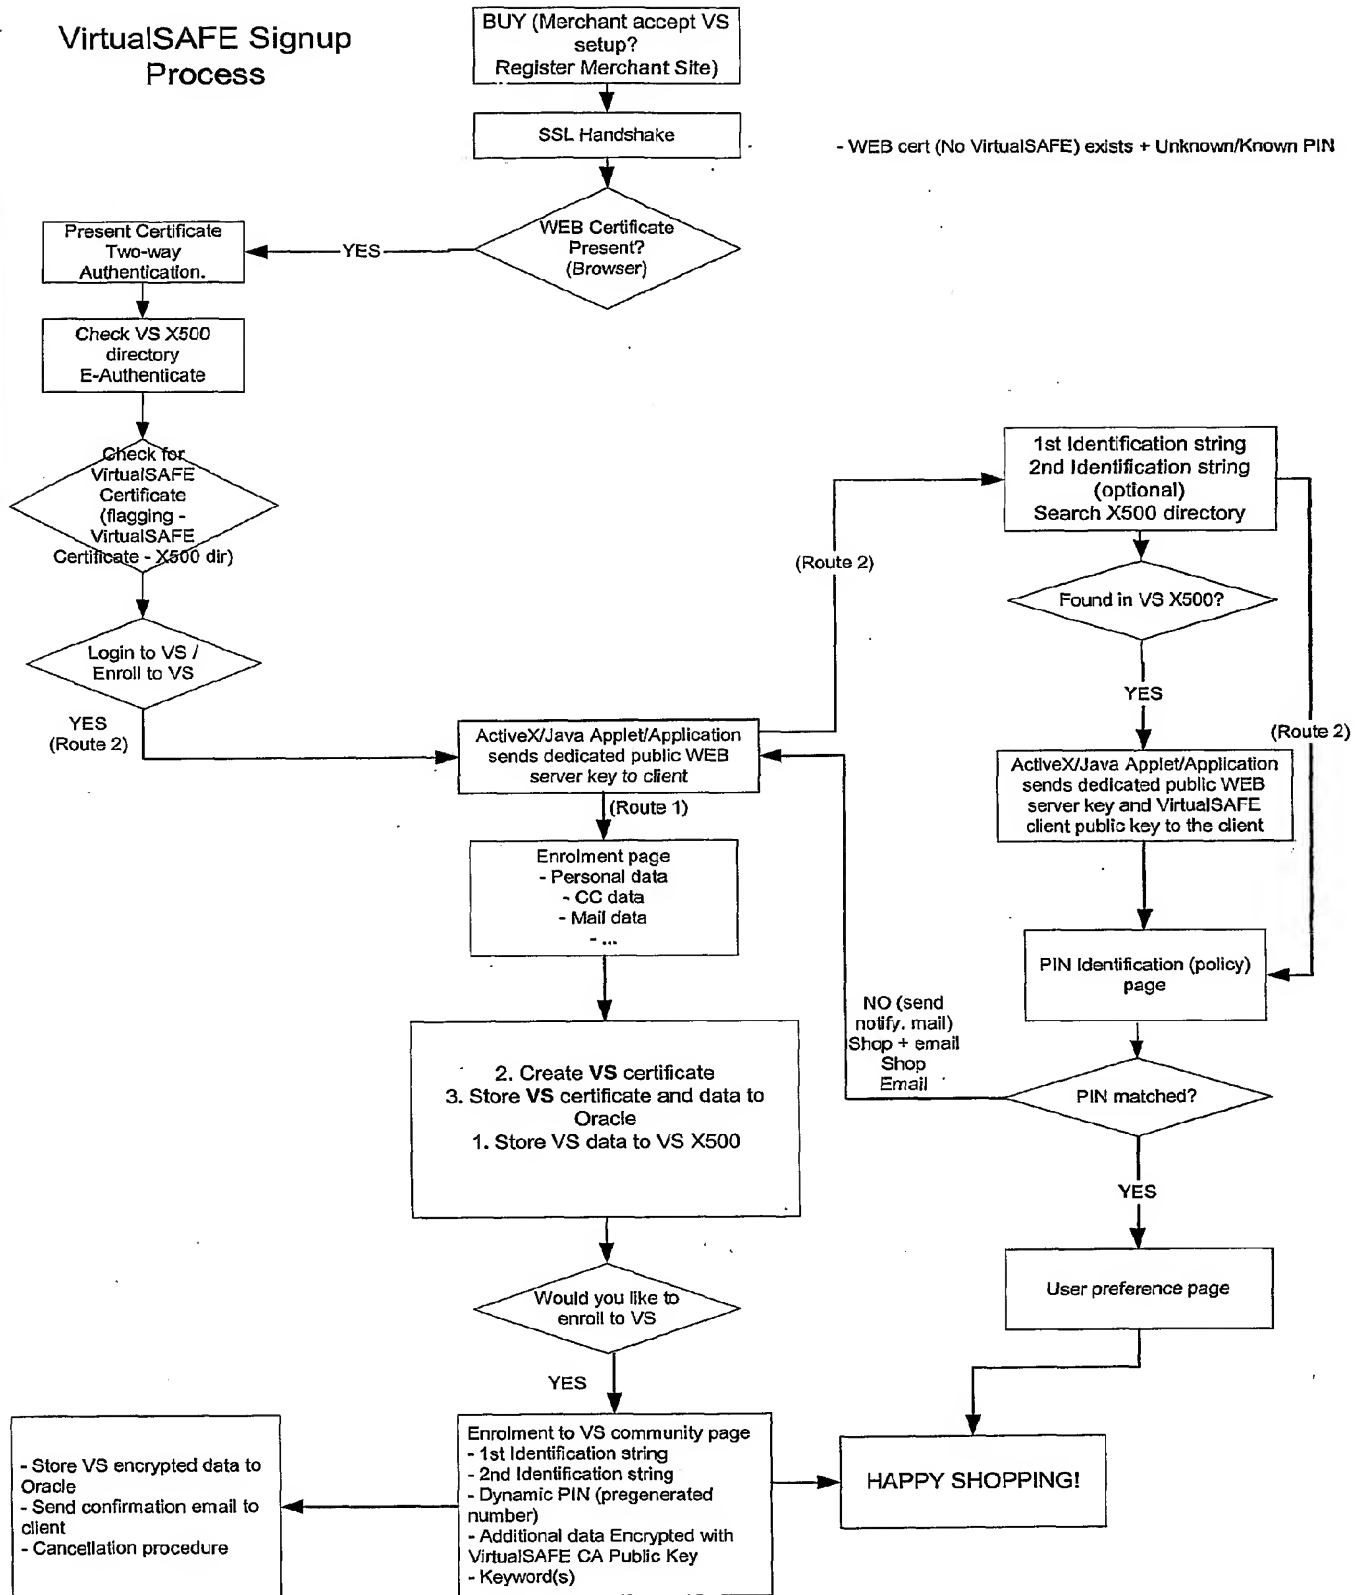 VirtualSAFE Signup
Process
BUY (Merchant accept VS
setup?
Register Merchant Site)
SSL Handshake
- WEB cert (No VirtualSAFE) exists + Unknown/Known PIN
WEB Certificate
Present?
(Browser)
YES
Present Certificate
Two-way
Authentication.
Check VS X500
directory
E-Authenticate
Check for
VirtualSAFE
Certificate
(flagging -
VirtualSAFE
Certificate - X500 dir)
Login to VS /
Enroll to VS
YES
(Route 2)
ActiveX/Java Applet/Application
sends dedicated public WEB
server key to client
(Route 2)
1st Identification string
2nd Identification string
(optional)
Search X500 directory
Found in VS X500?
YES
(Route 2)
ActiveX/Java Applet/Application
sends dedicated public WEB
server key and VirtualSAFE
client public key to the client
PIN Identification (policy)
page
NO (send
notify. mail)
Shop + email
Shop
Email
PIN matched?
YES
User preference page
(Route 1)
Enrolment page
- Personal data
- CC data
- Mail data
- ...
2. Create VS certificate
3. Store VS certificate and data to
Oracle
1. Store VS data to VS X500
Would you like to
enroll to VS
YES
Enrolment to VS community page
- 1st Identification string
- 2nd Identification string
- Dynamic PIN (pregenerated
number)
- Additional data Encrypted with
VirtualSAFE CA Public Key
- Keyword(s)
- Store VS encrypted data to
Oracle
- Send confirmation email to
client
- Cancellation procedure
HAPPY SHOPPING!